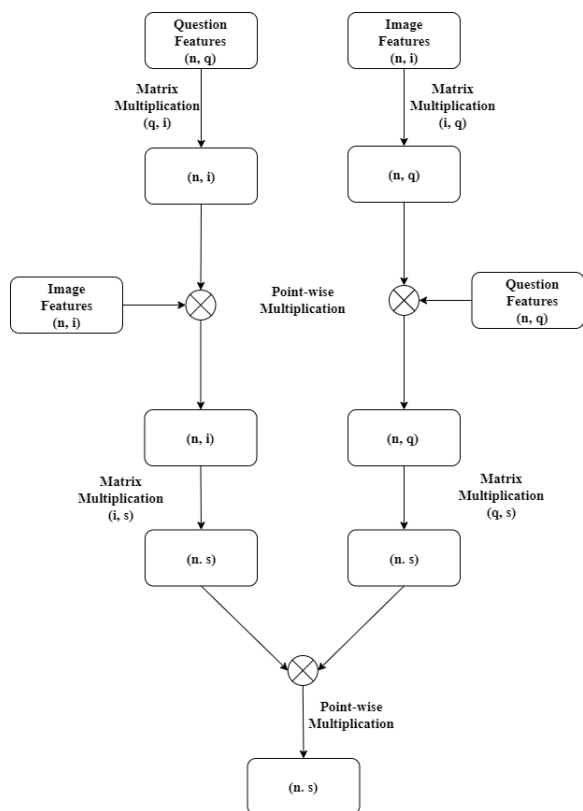 Question
Features
(n, q)
Image
Features
(n, i)
Matrix
Multiplication
(q, i)
Matrix
Multiplication
(i, q)
(n, i)
(n, q)
Image
Features
(n, i)
Point-wise
Multiplication
Question
Features
(n, q)
(n, i)
(n, q)
Matrix
Multiplication
(i, s)
Matrix
Multiplication
(q, s)
(n. s)
(n. s)
Point-wise
Multiplication
(n. s)